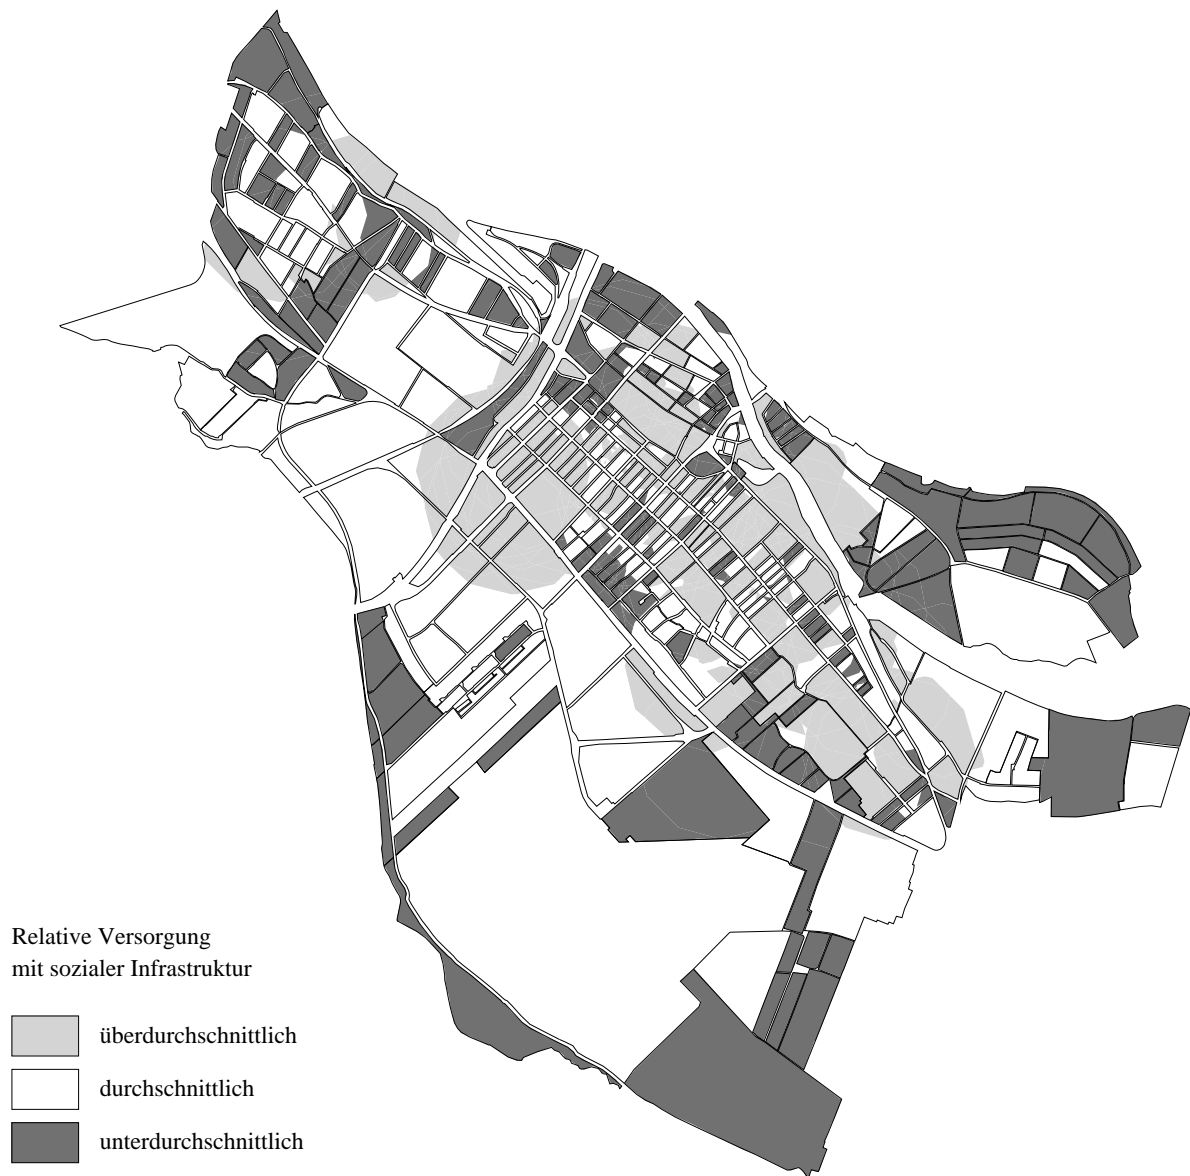 Relative Versorgung
mit sozialer Infrastruktur
überdurchschnittlich
durchschnittlich
unterdurchschnittlich